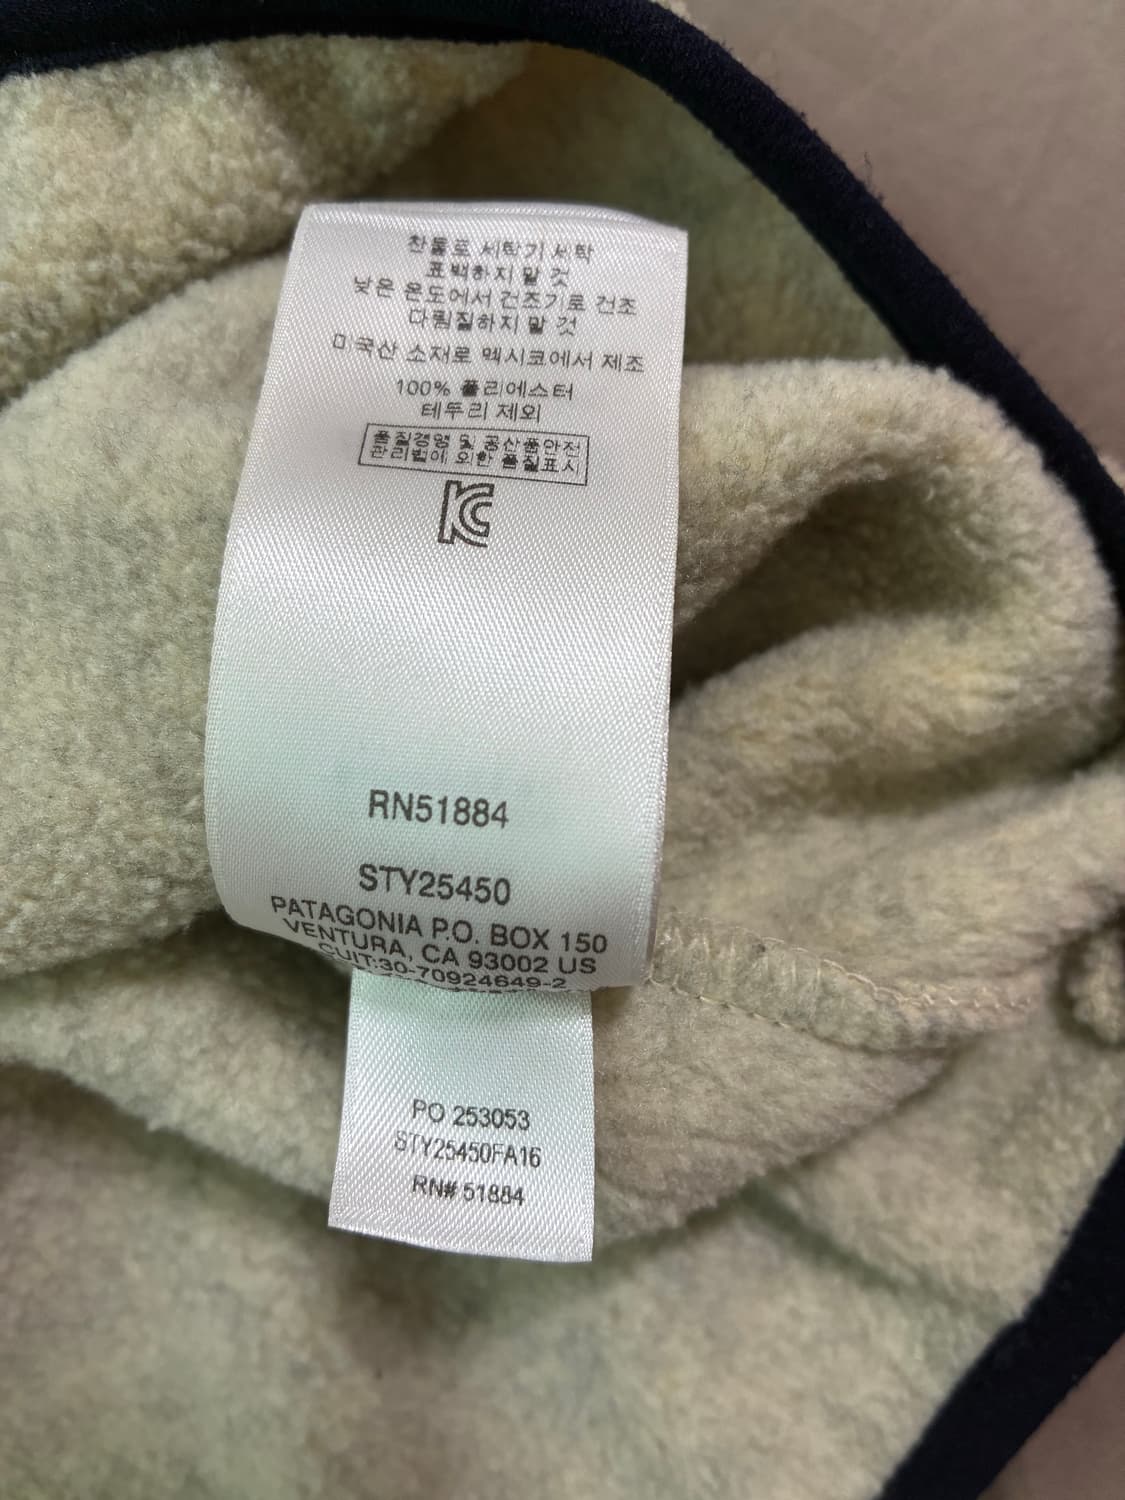 찬물로 세탁기 세탁
표백하지 말 것
낮은 온도에서 건조기로 건조
다림질하지 말 것
미국산 소재로 멕시코에서 제조
100% 폴리에스터
테두리 제외
품질경영 및 공산품안전
관리법에 의한 품질표시
KC
RN51884
STY25450
PATAGONIA P.O. BOX 150
VENTURA, CA 93002 US
CUIT:30-70924649-2
PO 253053
STY25450FA16
RN# 51884